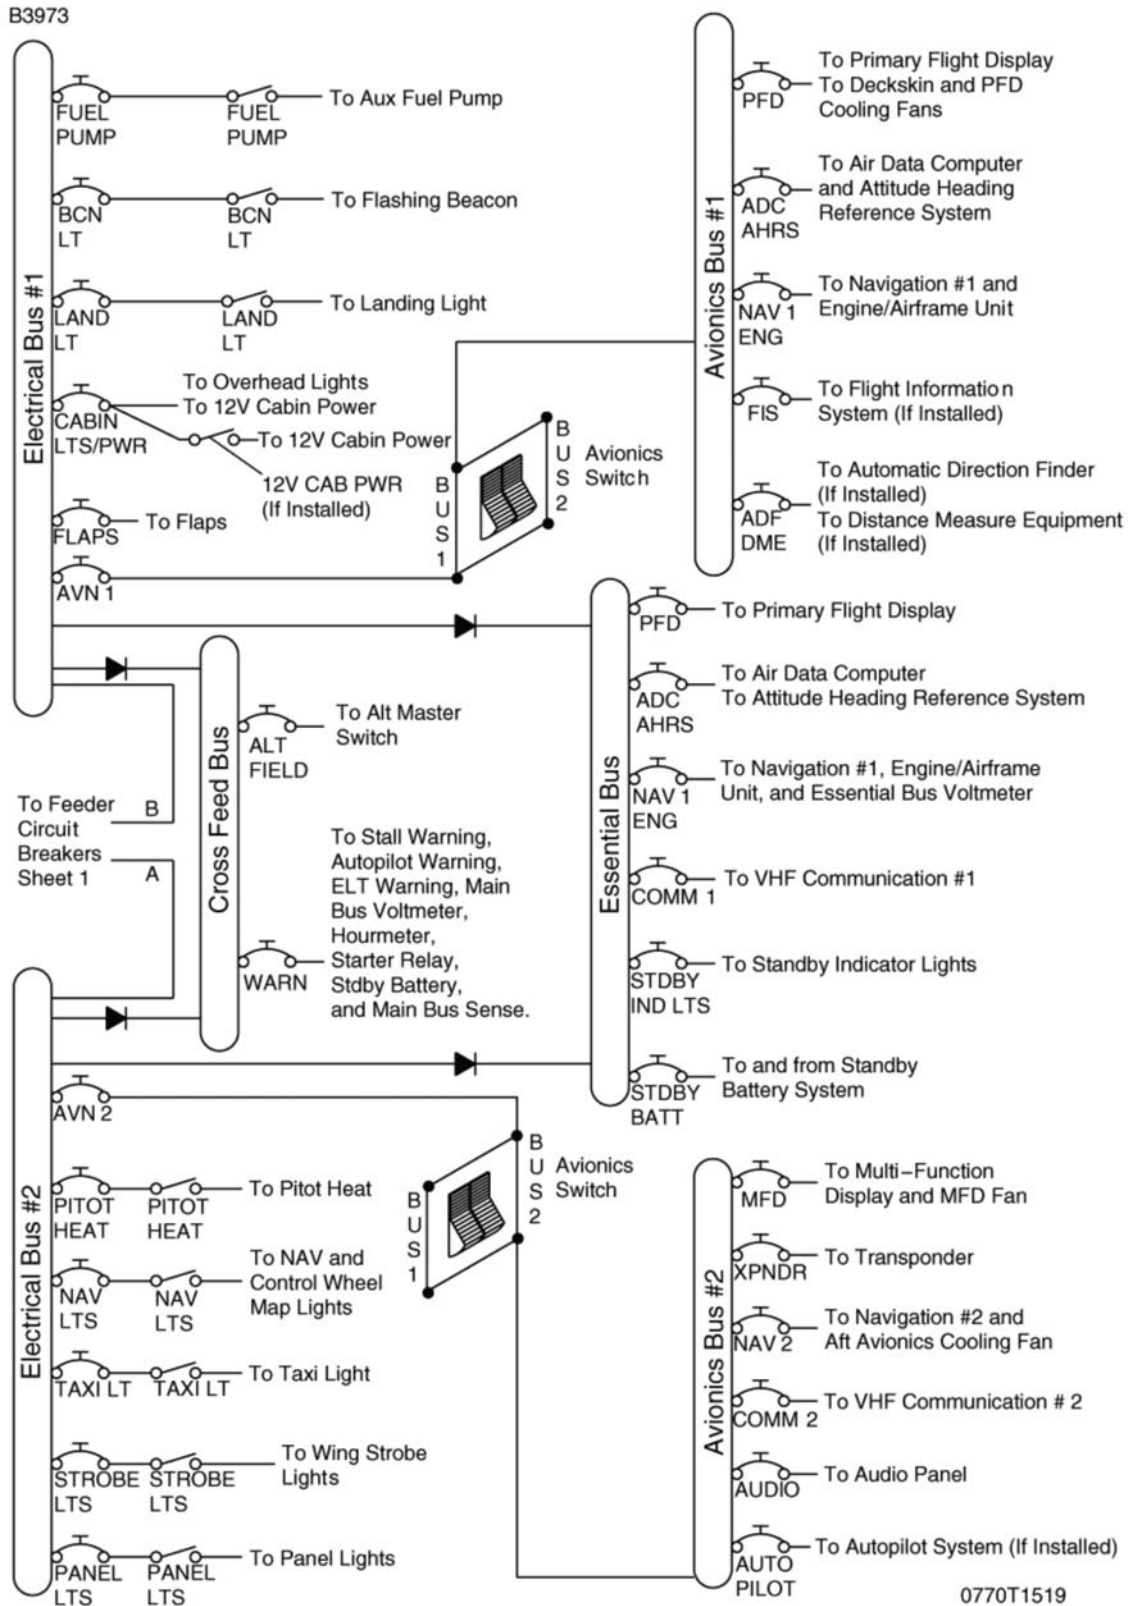 B3973
Electrical Bus #1
FUEL
PUMP
FUEL
PUMP
To Aux Fuel Pump
BCN
LT
BCN
LT
To Flashing Beacon
LAND
LT
LAND
LT
To Landing Light
CABIN
LTS/PWR
To Overhead Lights
To 12V Cabin Power
To 12V Cabin Power
12V CAB PWR
(If Installed)
FLAPS
To Flaps
AVN 1
BUS 1
BUS 2
Avionics
Switch
Avionics Bus #1
PFD
To Primary Flight Display
To Deckskin and PFD
Cooling Fans
ADC
AHRS
To Air Data Computer
and Attitude Heading
Reference System
NAV 1
ENG
To Navigation #1 and
Engine/Airframe Unit
FIS
To Flight Information
System (If Installed)
ADF
DME
To Automatic Direction Finder
(If Installed)
To Distance Measure Equipment
(If Installed)
Cross Feed Bus
ALT
FIELD
To Alt Master
Switch
WARN
To Stall Warning,
Autopilot Warning,
ELT Warning, Main
Bus Voltmeter,
Hourmeter,
Starter Relay,
Stdby Battery,
and Main Bus Sense.
To Feeder
Circuit
Breakers
Sheet 1
B
A
Essential Bus
PFD
To Primary Flight Display
ADC
AHRS
To Air Data Computer
To Attitude Heading Reference System
NAV 1
ENG
To Navigation #1, Engine/Airframe
Unit, and Essential Bus Voltmeter
COMM 1
To VHF Communication #1
STDBY
IND LTS
To Standby Indicator Lights
STDBY
BATT
To and from Standby
Battery System
Electrical Bus #2
AVN 2
PITOT
HEAT
PITOT
HEAT
To Pitot Heat
NAV
LTS
NAV
LTS
To NAV and
Control Wheel
Map Lights
TAXI LT
TAXI LT
To Taxi Light
STROBE
LTS
STROBE
LTS
To Wing Strobe
Lights
PANEL
LTS
PANEL
LTS
To Panel Lights
BUS 1
BUS 2
Avionics
Switch
Avionics Bus #2
MFD
To Multi–Function
Display and MFD Fan
XPNDR
To Transponder
NAV 2
To Navigation #2 and
Aft Avionics Cooling Fan
COMM 2
To VHF Communication # 2
AUDIO
To Audio Panel
AUTO
PILOT
To Autopilot System (If Installed)
0770T1519